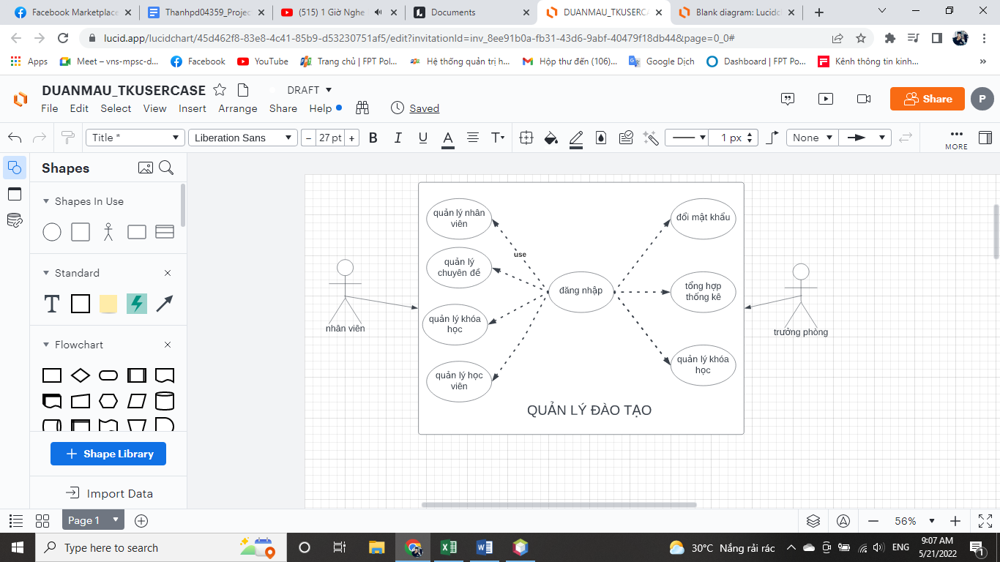 Facebook Marketplace
Thanhpd04359_Projec
(515) 1 Giờ Nghe
Documents
DUANMAU_TKUSERCA
Blank diagram: Lucidch
lucid.app/lucidchart/45d462f8-83e8-4c41-85b9-d53230751af5/edit?invitationId=inv_8ee91b0a-fb31-43d6-9abf-40479f18db44&page=0_0#
Apps
Meet – vns-mpsc-d...
Facebook
YouTube
Trang chủ | FPT Pol...
Hệ thống quản trị h...
Hộp thư đến (106)...
Google Dịch
Dashboard | FPT Po...
Kênh thông tin kinh...
»
DUANMAU_TKUSERCASE
DRAFT
File Edit Select View Insert Arrange Share Help
Saved
Share
P
Title *
Liberation Sans
− 27 pt +
B I U A T
1 px
None
MORE
Shapes
Shapes In Use
Standard
T
Flowchart
Shape Library
Import Data
quản lý nhân
viên
đổi mật khẩu
use
quản lý
chuyên đề
đăng nhập
tổng hợp
thống kê
quản lý khóa
học
nhân viên
trưởng phòng
quản lý khóa
học
quản lý học
viên
QUẢN LÝ ĐÀO TẠO
Page 1
56%
Type here to search
30°C Nắng rải rác
ENG
9:07 AM
5/21/2022
1